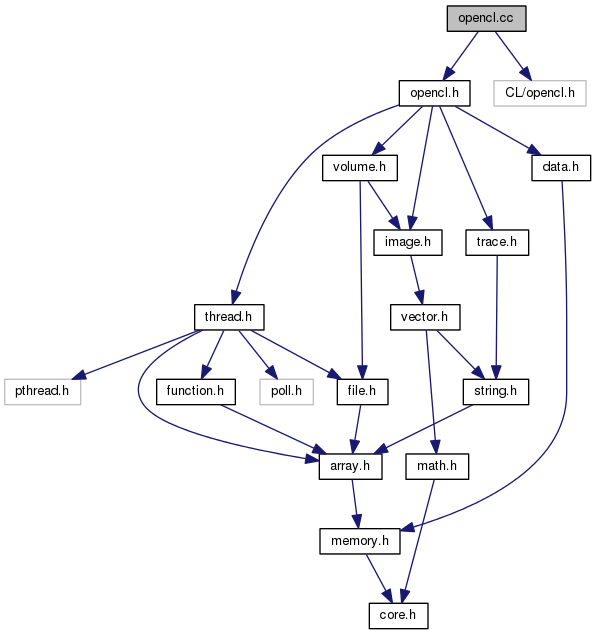 opencl.cc
opencl.h
CL/opencl.h
volume.h
data.h
image.h
trace.h
thread.h
vector.h
pthread.h
function.h
poll.h
file.h
string.h
array.h
math.h
memory.h
core.h